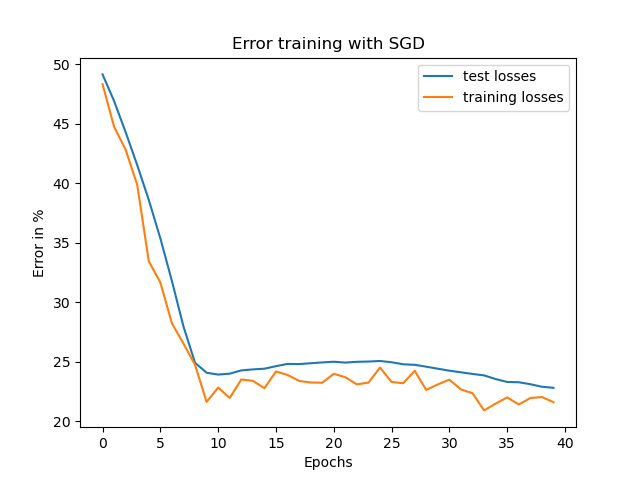 Error training with SGD
test losses
training losses
50
45
40
35
30
25
20
Error in %
0 5 10 15 20 25 30 35 40
Epochs